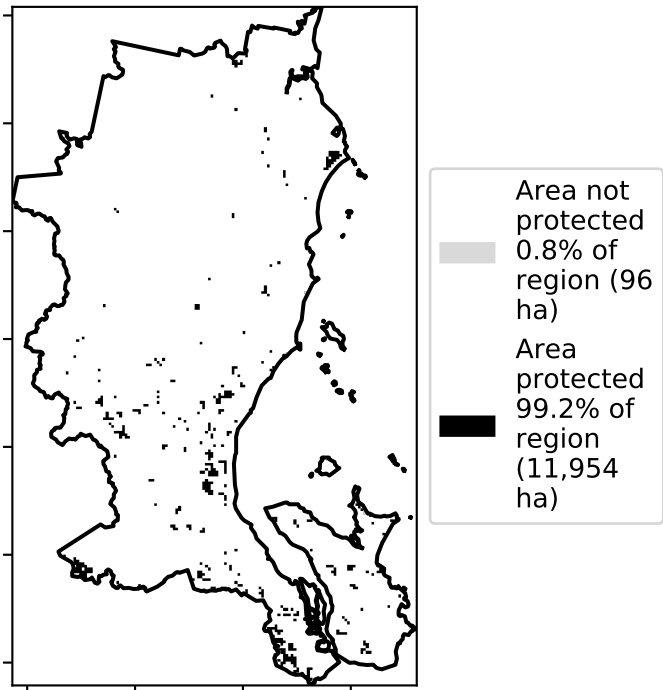 Area not
protected
0.8% of
region (96
ha)
Area
protected
99.2% of
region
(11,954
ha)